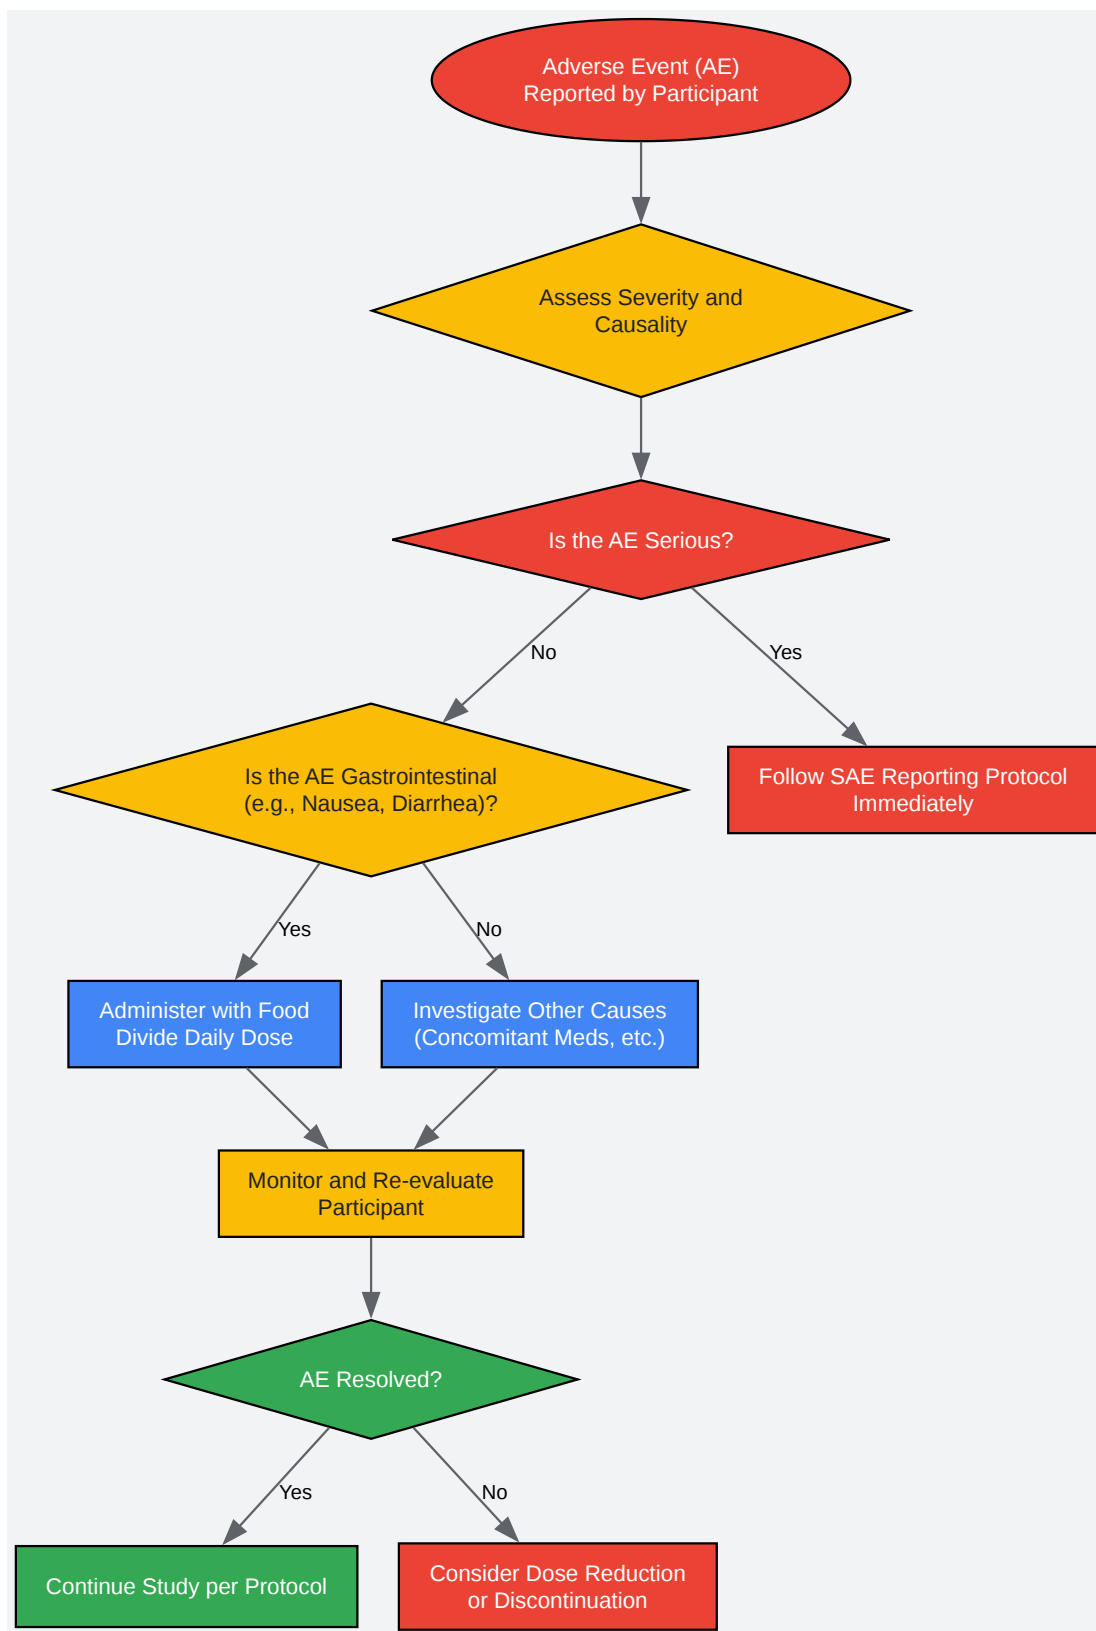 Adverse Event (AE)
Reported by Participant
Assess Severity and
Causality
Is the AE Serious?
No
Yes
Is the AE Gastrointestinal
(e.g., Nausea, Diarrhea)?
Follow SAE Reporting Protocol
Immediately
Yes
No
Administer with Food
Divide Daily Dose
Investigate Other Causes
(Concomitant Meds, etc.)
Monitor and Re-evaluate
Participant
AE Resolved?
Yes
No
Continue Study per Protocol
Consider Dose Reduction
or Discontinuation